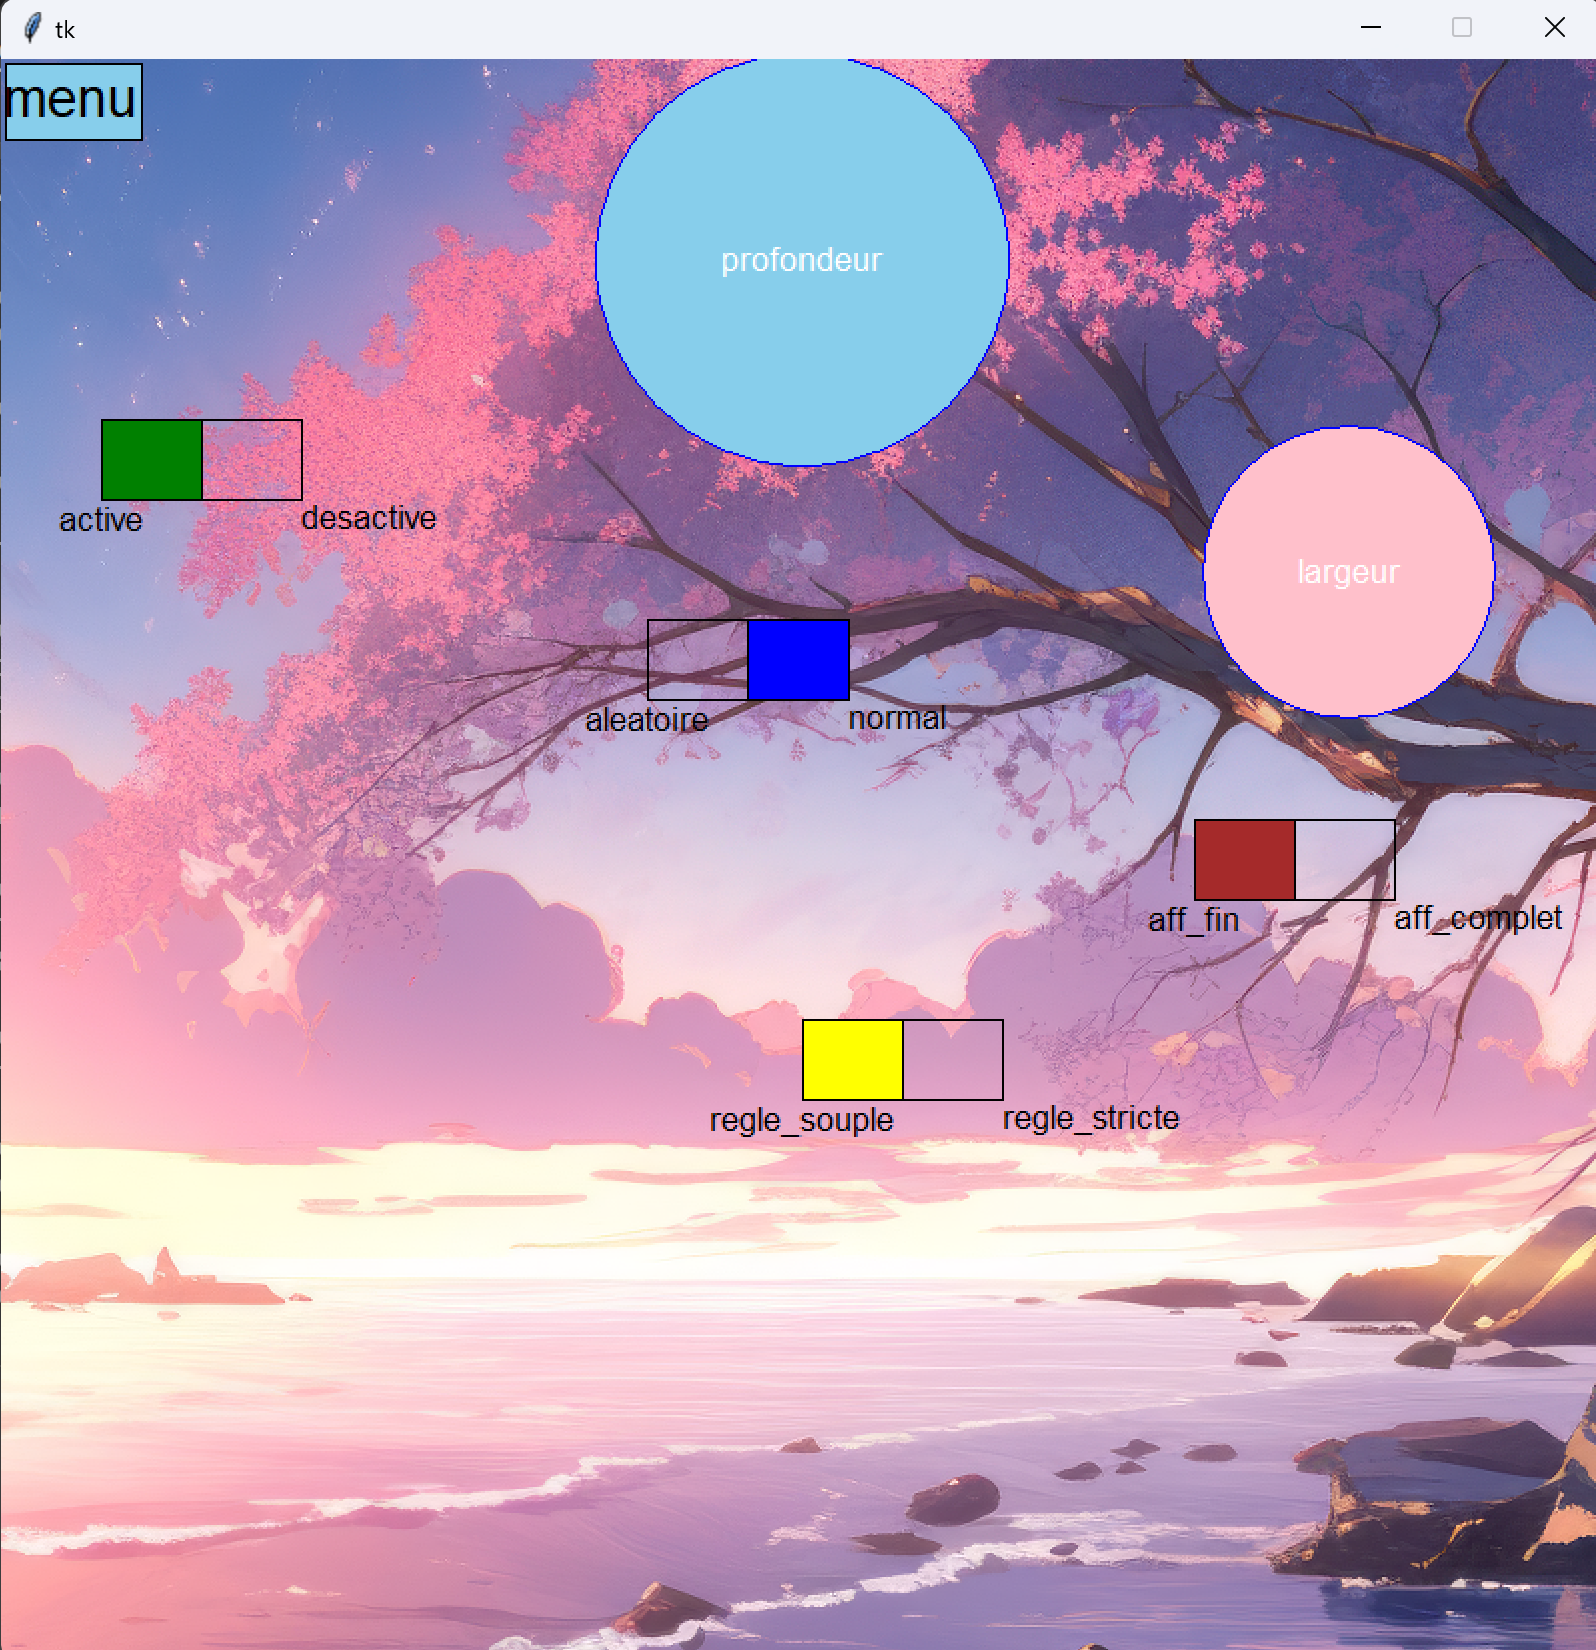 tk
menu
profondeur
active
desactive
largeur
aleatoire
normal
aff_fin
aff_complet
regle_souple
regle_stricte